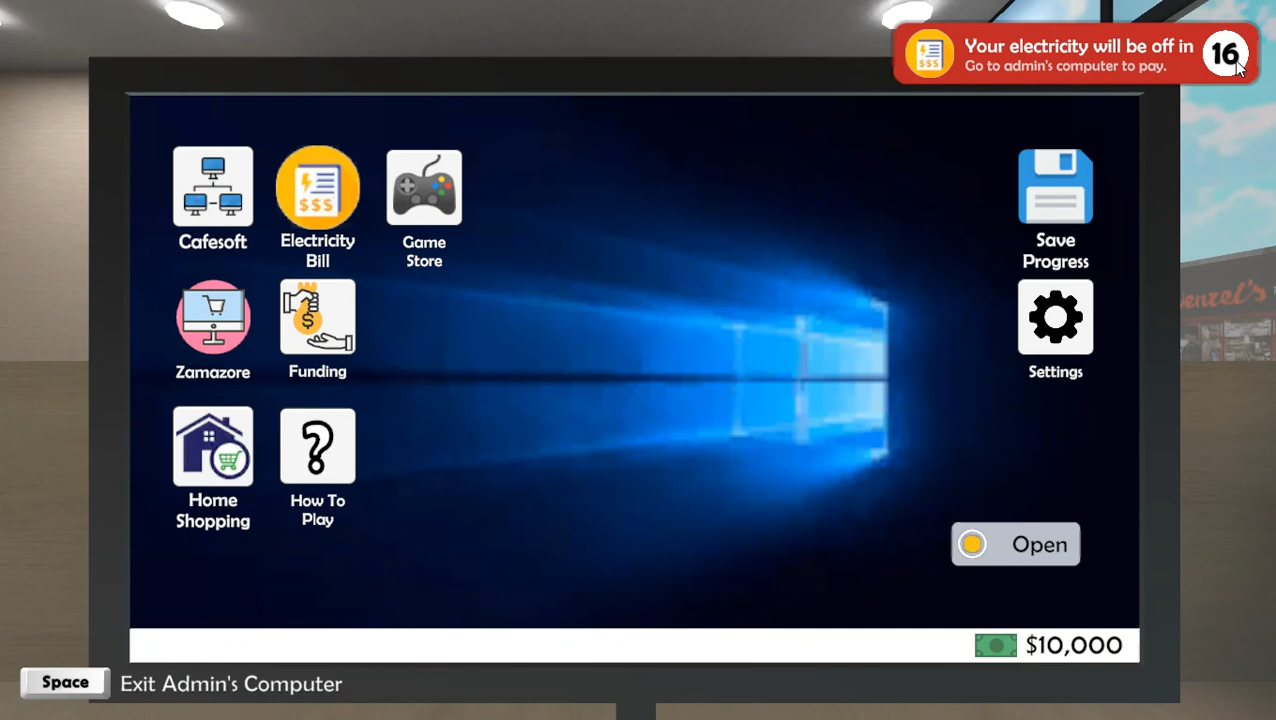 Your electricity will be off in 16
Go to admin's computer to pay.
Cafesoft
Electricity
Bill
$$$
Game
Store
Save
Progress
Zamazore
Funding
Settings
Home
Shopping
How To
Play
Open
$10,000
Space Exit Admin's Computer